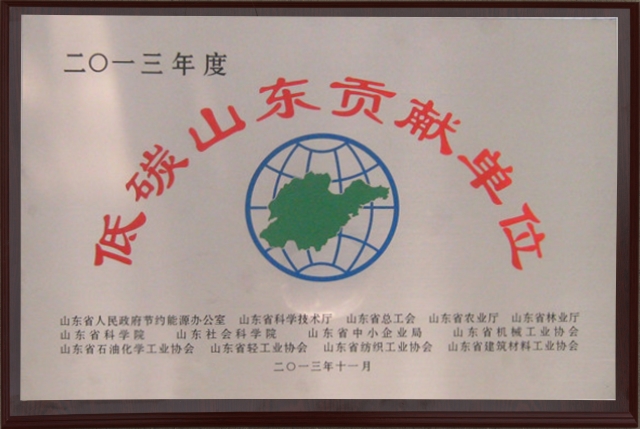 二〇一三年度
低碳山东贡献单位
山东省人民政府节约能源办公室 山东省科学技术厅 山东省总工会 山东省农业厅 山东省林业厅
山东省科学院 山东社会科学院 山东省中小企业局 山东省机械工业协会
山东省石油化学工业协会 山东省轻工业协会 山东省纺织工业协会 山东省建筑材料工业协会
二〇一三年十一月